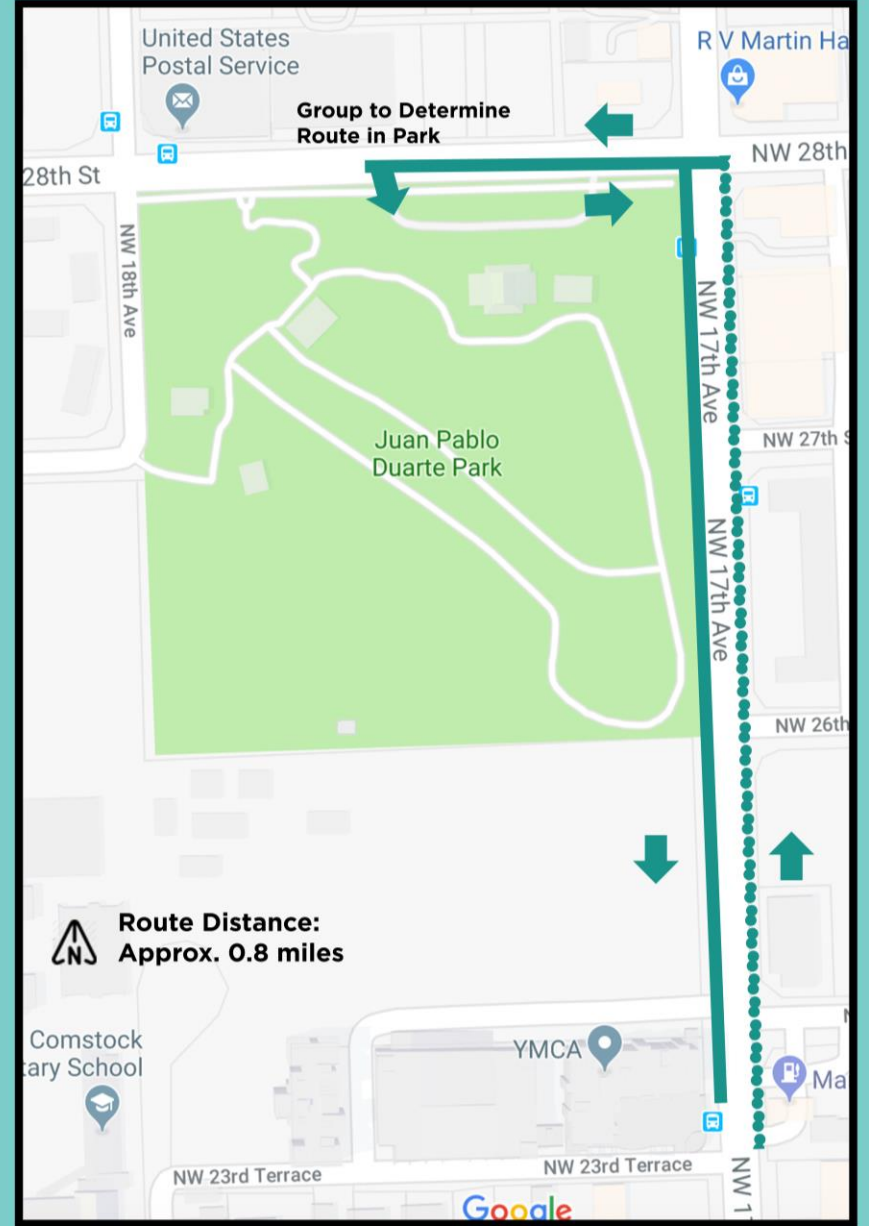 United States
Postal Service
R V Martin Ha
Group to Determine
Route in Park
28th St
NW 28th
NW 18th Ave
NW 17th Ave
NW 27th S
Juan Pablo
Duarte Park
NW 17th Ave
NW 26th
Route Distance:
Approx. 0.8 miles
N
Comstock
tary School
YMCA
N
Ma
NW 23rd Terrace
NW 23rd Terrace
NW 1
Google